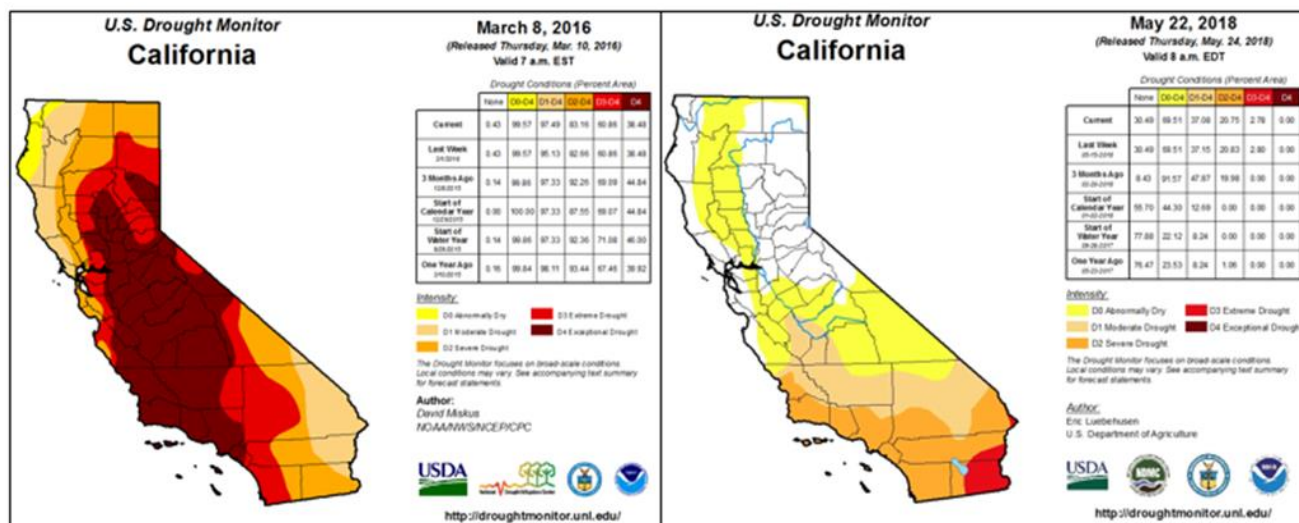 U.S. Drought Monitor
California
March 8, 2016
(Released Thursday, Mar. 10, 2016)
Valid 7 a.m. EST
Drought Conditions (Percent Area)
None D0-D4 D1-D4 D2-D4 D3-D4 D4
Current 0.43 99.57 97.49 83.16 60.86 38.48
Last Week 0.43 99.57 95.13 82.66 60.86 38.48
3 Months Ago 0.14 99.86 97.33 92.26 69.09 44.84
Start of Calendar Year 0.00 100.00 97.33 87.55 69.07 44.84
Start of Water Year 0.14 99.86 97.33 92.36 71.08 46.00
One Year Ago 0.16 99.84 98.11 93.44 67.46 39.92
Intensity:
D0 Abnormally Dry
D1 Moderate Drought
D2 Severe Drought
D3 Extreme Drought
D4 Exceptional Drought
The Drought Monitor focuses on broad-scale conditions.
Local conditions may vary. See accompanying text summary
for forecast statements.
Author:
David Miskus
NOAA/NWS/NCEP/CPC
USDA
National Drought Mitigation Center
http://droughtmonitor.unl.edu/
U.S. Drought Monitor
California
May 22, 2018
(Released Thursday, May. 24, 2018)
Valid 8 a.m. EDT
Drought Conditions (Percent Area)
None D0-D4 D1-D4 D2-D4 D3-D4 D4
Current 30.49 69.51 37.08 20.75 2.78 0.00
Last Week 30.49 69.51 37.15 20.83 2.80 0.00
3 Months Ago 8.43 91.57 47.87 19.98 0.00 0.00
Start of Calendar Year 55.70 44.30 12.69 0.00 0.00 0.00
Start of Water Year 77.88 22.12 8.24 0.00 0.00 0.00
One Year Ago 76.47 23.53 8.24 1.06 0.00 0.00
Intensity:
D0 Abnormally Dry
D1 Moderate Drought
D2 Severe Drought
D3 Extreme Drought
D4 Exceptional Drought
The Drought Monitor focuses on broad-scale conditions.
Local conditions may vary. See accompanying text summary
for forecast statements.
Author:
Eric Luebehusen
U.S. Department of Agriculture
USDA
NDMC
http://droughtmonitor.unl.edu/